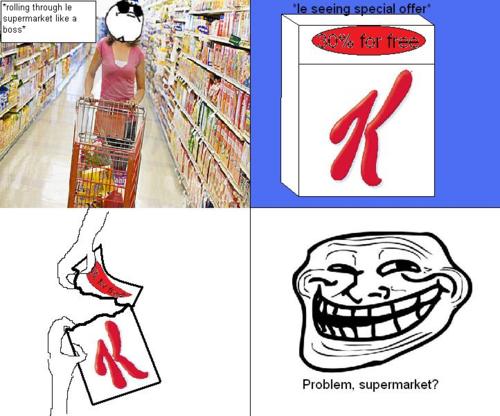 *rolling through le
supermarket like a
boss*
*le seeing special offer*
30% for free
K
K
Problem, supermarket?